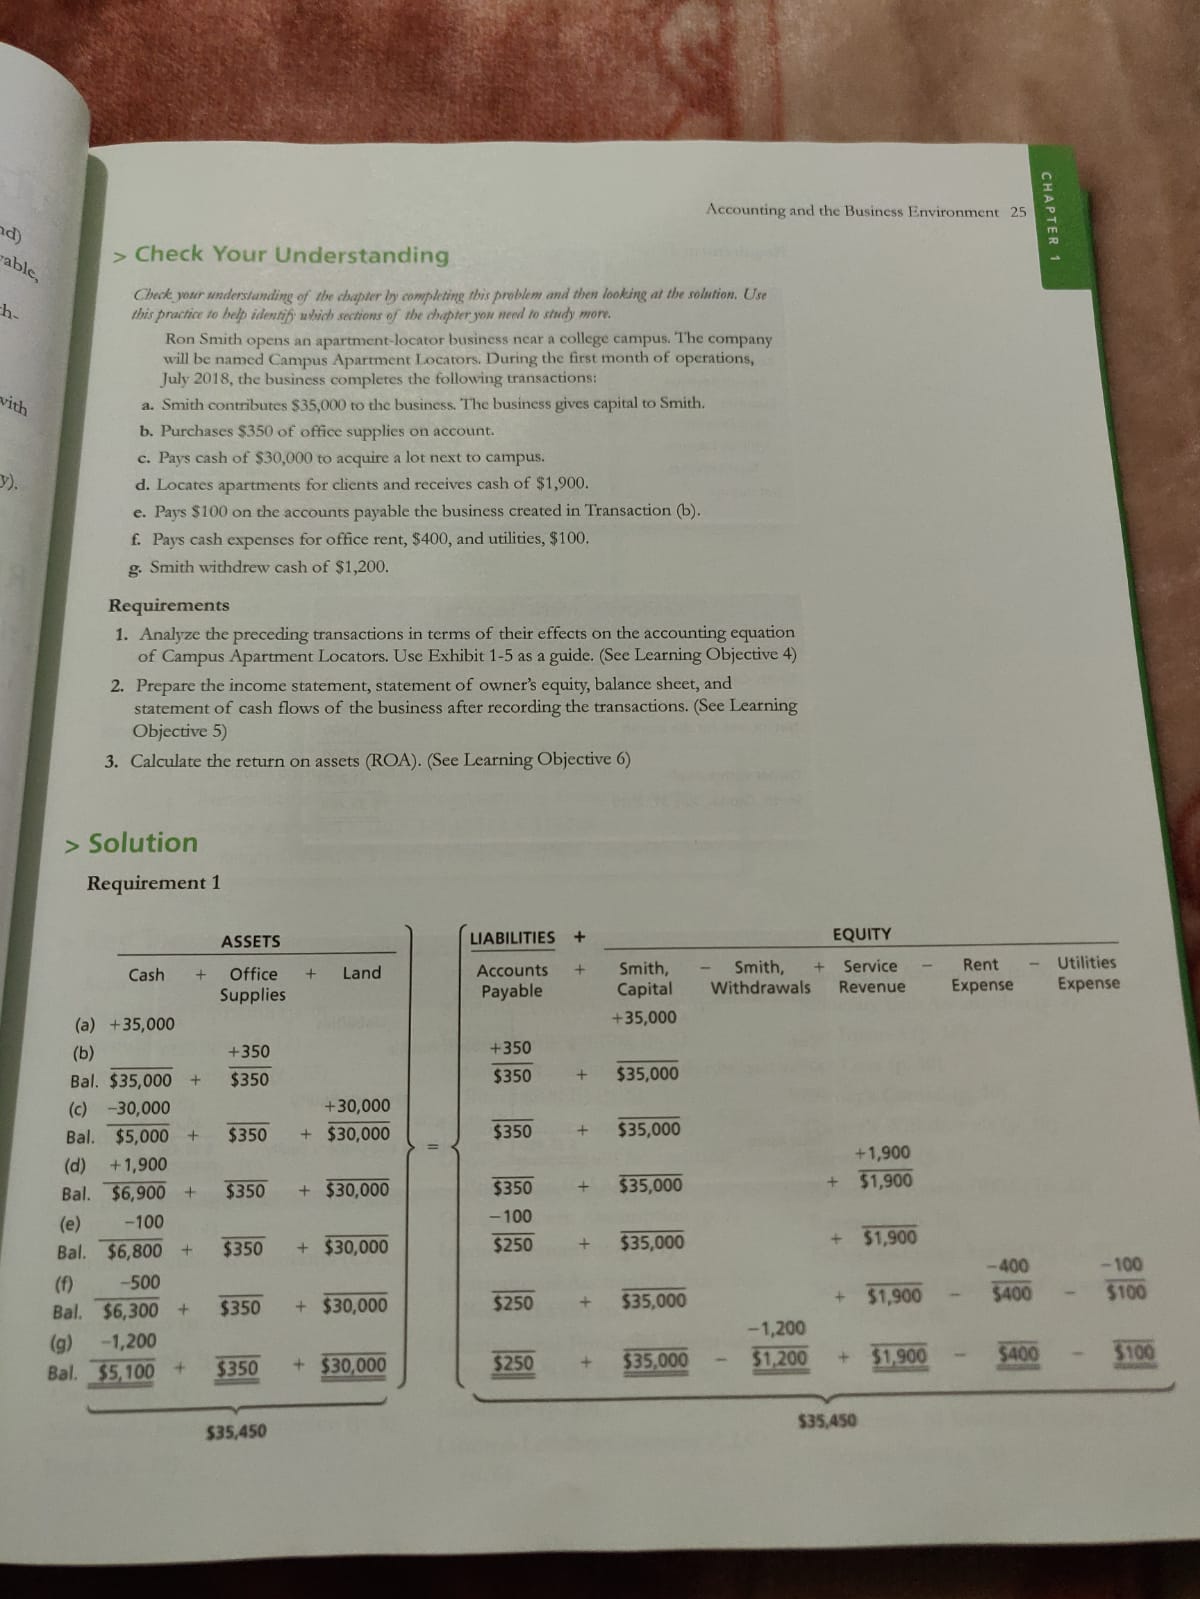 nd)
able,
h-
with
y).
CHAPTER 1
Accounting and the Business Environment 25
> Check Your Understanding
Check your understanding of the chapter by completing this problem and then looking at the solution. Use
this practice to help identify which sections of the chapter you need to study more.
Ron Smith opens an apartment-locator business near a college campus. The company
will be named Campus Apartment Locators. During the first month of operations,
July 2018, the business completes the following transactions:
a. Smith contributes $35,000 to the business. The business gives capital to Smith.
b. Purchases $350 of office supplies on account.
c. Pays cash of $30,000 to acquire a lot next to campus.
d. Locates apartments for clients and receives cash of $1,900.
e. Pays $100 on the accounts payable the business created in Transaction (b).
f. Pays cash expenses for office rent, $400, and utilities, $100.
g. Smith withdrew cash of $1,200.
Requirements
1. Analyze the preceding transactions in terms of their effects on the accounting equation
of Campus Apartment Locators. Use Exhibit 1-5 as a guide. (See Learning Objective 4)
2. Prepare the income statement, statement of owner's equity, balance sheet, and
statement of cash flows of the business after recording the transactions. (See Learning
Objective 5)
3. Calculate the return on assets (ROA). (See Learning Objective 6)
> Solution
Requirement 1
ASSETS LIABILITIES + EQUITY
Cash + Office + Land Accounts + Smith, – Smith, + Service – Rent – Utilities
Supplies Payable Capital Withdrawals Revenue Expense Expense
(a) +35,000 +35,000
(b) +350 +350
Bal. $35,000 + $350 $350 + $35,000
(c) -30,000 +30,000
Bal. $5,000 + $350 + $30,000 = $350 + $35,000
(d) +1,900 +1,900
Bal. $6,900 + $350 + $30,000 $350 + $35,000 + $1,900
(e) -100 -100
Bal. $6,800 + $350 + $30,000 $250 + $35,000 + $1,900
(f) -500 -400 -100
Bal. $6,300 + $350 + $30,000 $250 + $35,000 + $1,900 – $400 – $100
(g) -1,200 -1,200
Bal. $5,100 + $350 + $30,000 $250 + $35,000 – $1,200 + $1,900 – $400 – $100
$35,450 $35,450